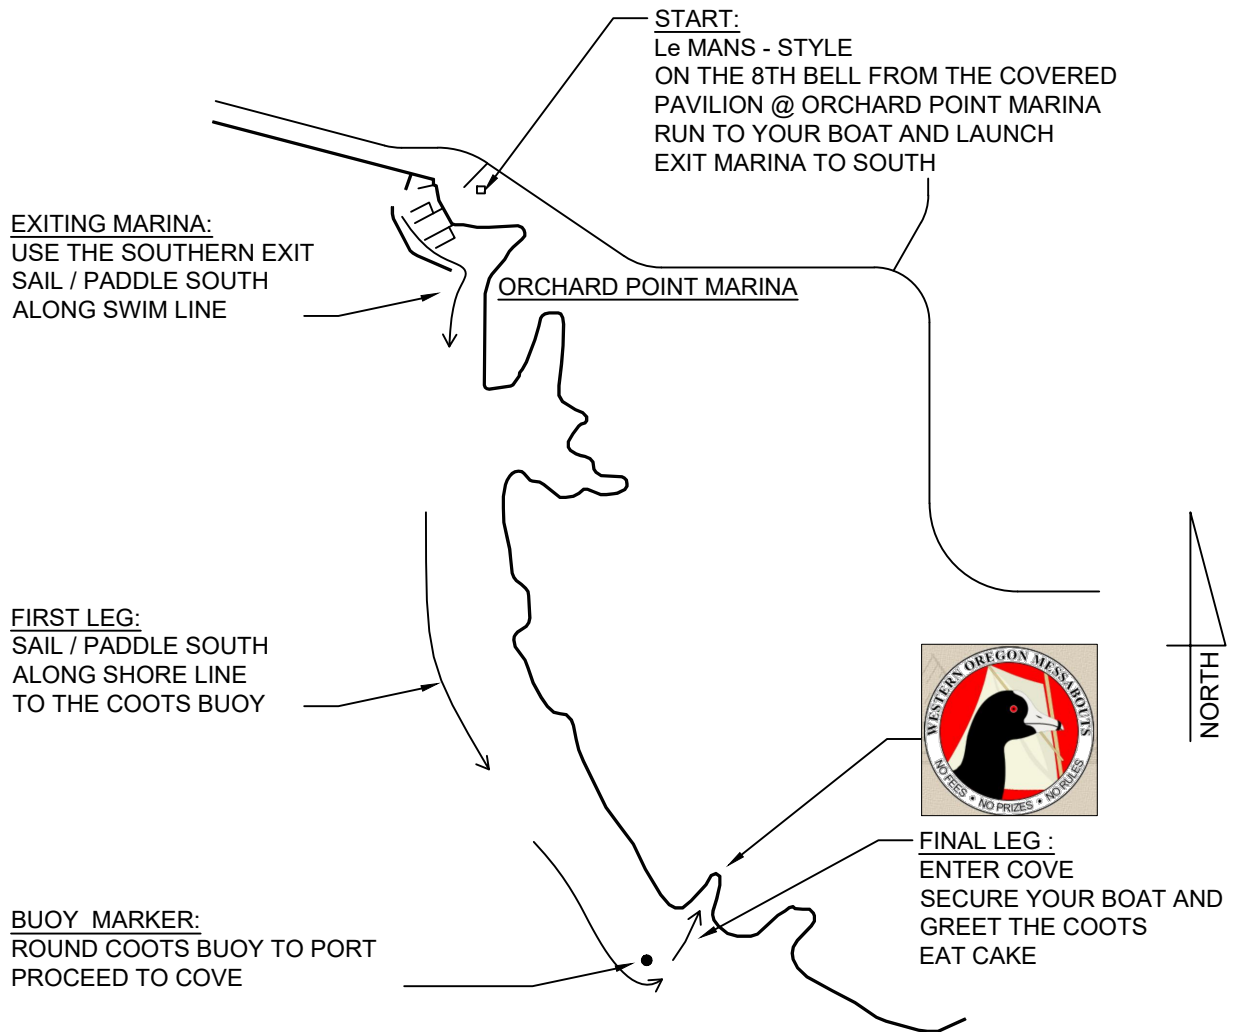 START:
Le MANS - STYLE
ON THE 8TH BELL FROM THE COVERED
PAVILION @ ORCHARD POINT MARINA
RUN TO YOUR BOAT AND LAUNCH
EXIT MARINA TO SOUTH
EXITING MARINA:
USE THE SOUTHERN EXIT
SAIL / PADDLE SOUTH
ALONG SWIM LINE
ORCHARD POINT MARINA
FIRST LEG:
SAIL / PADDLE SOUTH
ALONG SHORE LINE
TO THE COOTS BUOY
NORTH
WESTERN OREGON MESSABOUTS
NO FEES • NO PRIZES • NO RULES
FINAL LEG :
ENTER COVE
SECURE YOUR BOAT AND
GREET THE COOTS
EAT CAKE
BUOY MARKER:
ROUND COOTS BUOY TO PORT
PROCEED TO COVE